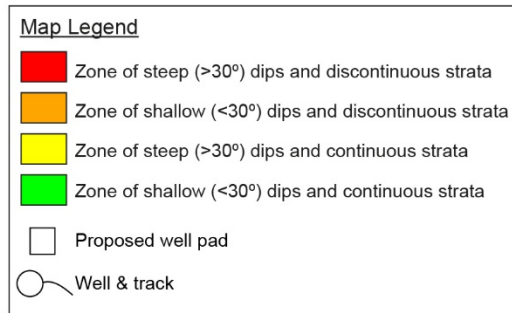 Map Legend
Zone of steep (>30º) dips and discontinuous strata
Zone of shallow (<30º) dips and discontinuous strata
Zone of steep (>30º) dips and continuous strata
Zone of shallow (<30º) dips and continuous strata
Proposed well pad
Well & track